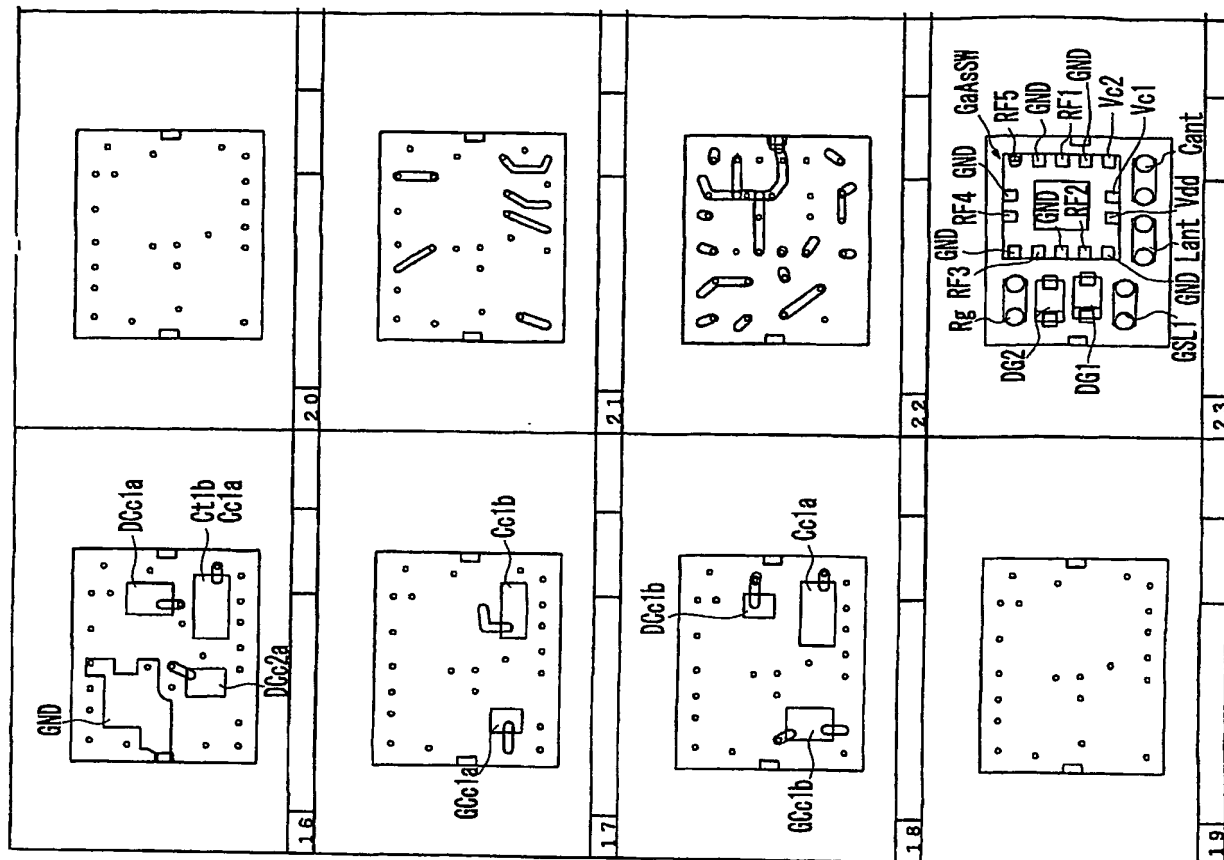 16
GND
DCc2a
DCc1a
Ct1b
Cc1a
17
GCc1a
Cc1b
18
GCc1b
DCc1b
Cc1a
19
20
21
22
23
GaAsSW
RF5
GND
RF1
GND
Vc2
Vc1
GND
RF4
GND
RF3
Rg
GND
RF2
DG2
DG1
GSL1'
GND
Lant
Vdd
Cant